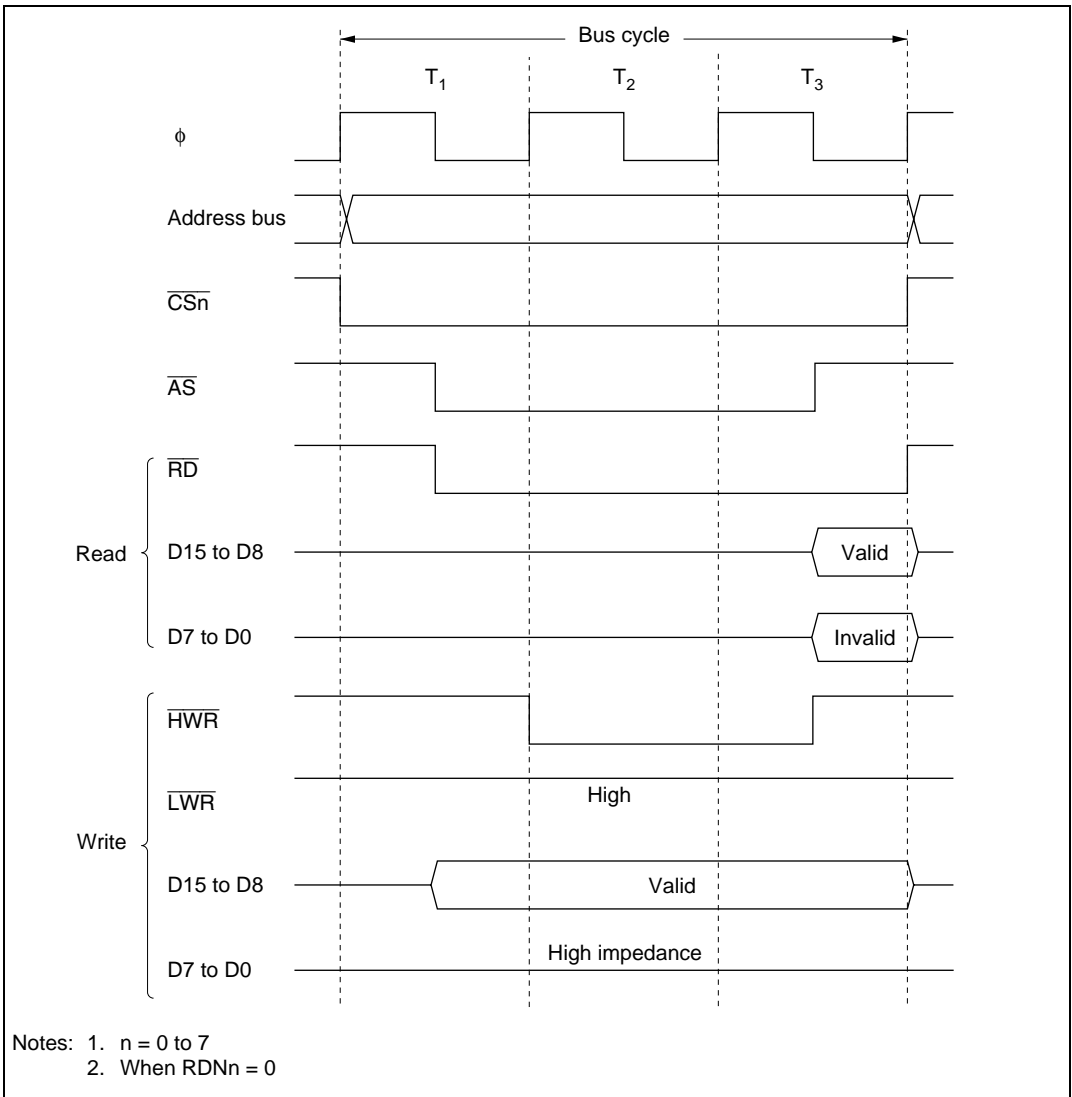 Bus cycle
T1 T2 T3
ϕ
Address bus
CSn
AS
RD
Read
D15 to D8 Valid
D7 to D0 Invalid
HWR
LWR High
Write
D15 to D8 Valid
D7 to D0 High impedance
Notes: 1. n = 0 to 7
2. When RDNn = 0